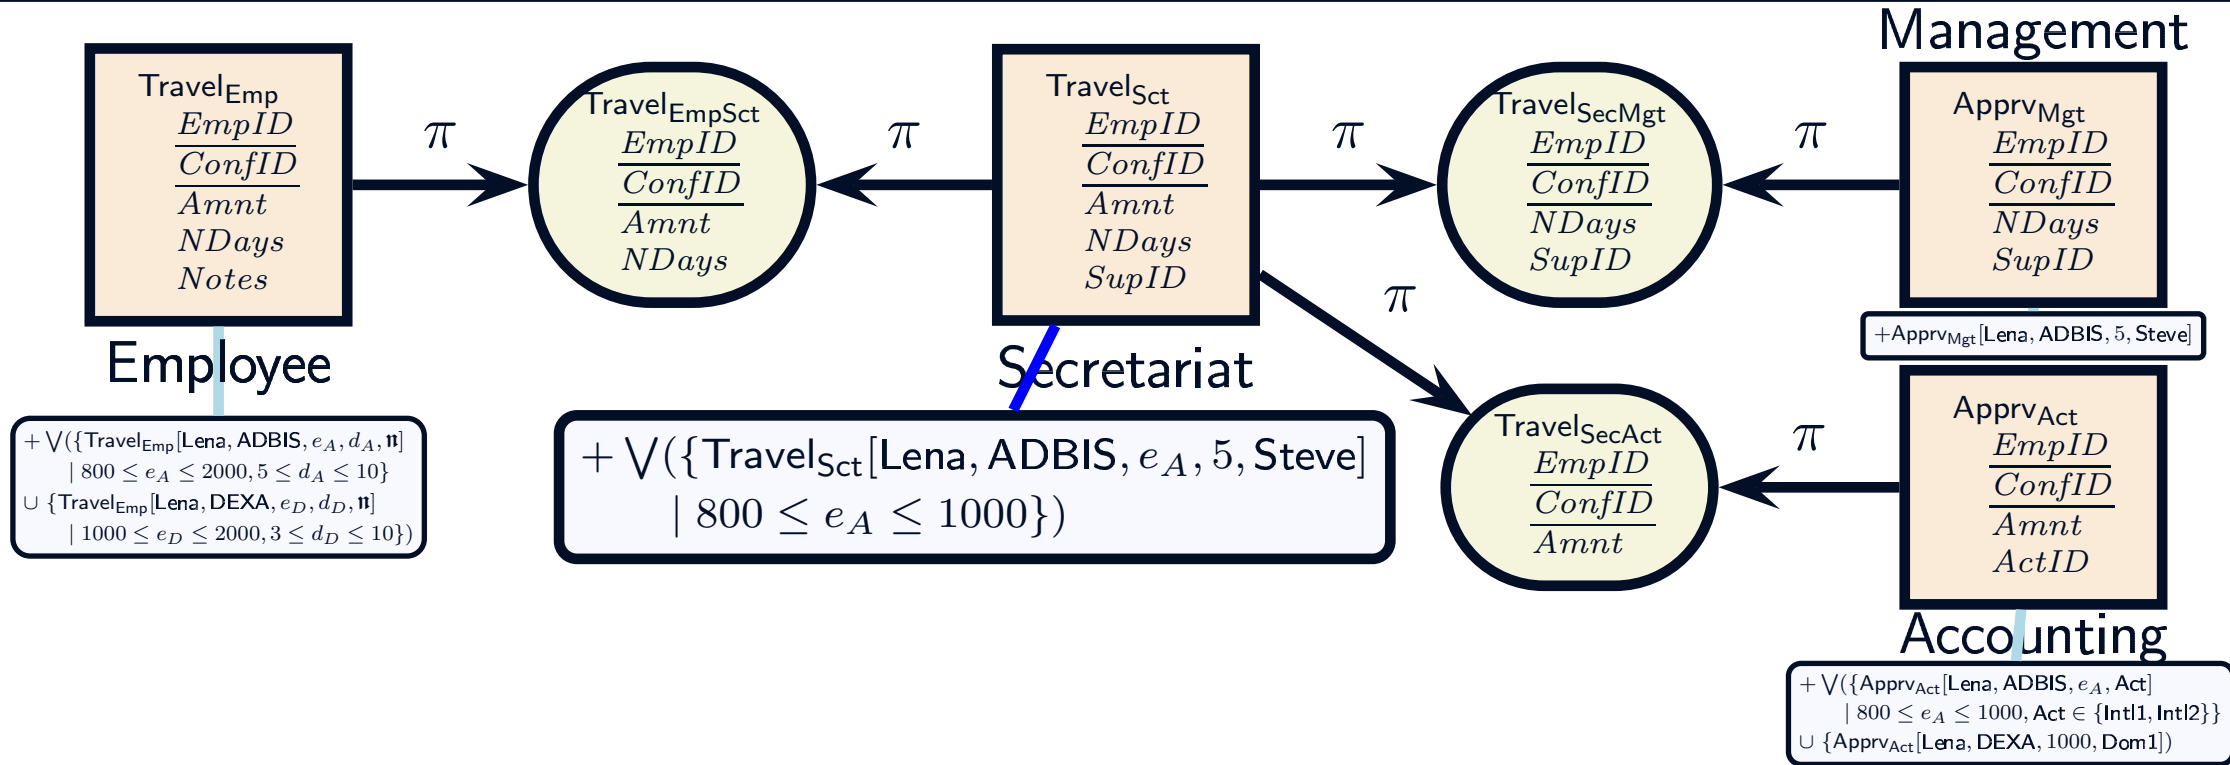 Travel_Emp
EmpID
ConfID
Amnt
NDays
Notes
Employee
+ ⋁({Travel_Emp[Lena, ADBIS, e_A, d_A, 𝖓]
| 800 ≤ e_A ≤ 2000, 5 ≤ d_A ≤ 10}
∪ {Travel_Emp[Lena, DEXA, e_D, d_D, 𝖓]
| 1000 ≤ e_D ≤ 2000, 3 ≤ d_D ≤ 10})
π
Travel_EmpSct
EmpID
ConfID
Amnt
NDays
π
Travel_Sct
EmpID
ConfID
Amnt
NDays
SupID
Secretariat
+ ⋁({Travel_Sct[Lena, ADBIS, e_A, 5, Steve]
| 800 ≤ e_A ≤ 1000})
π
Travel_SecMgt
EmpID
ConfID
NDays
SupID
π
Management
Apprv_Mgt
EmpID
ConfID
NDays
SupID
+Apprv_Mgt[Lena, ADBIS, 5, Steve]
π
Travel_SecAct
EmpID
ConfID
Amnt
π
Apprv_Act
EmpID
ConfID
Amnt
ActID
Accounting
+ ⋁({Apprv_Act[Lena, ADBIS, e_A, Act]
| 800 ≤ e_A ≤ 1000, Act ∈ {Intl1, Intl2}}
∪ {Apprv_Act[Lena, DEXA, 1000, Dom1])